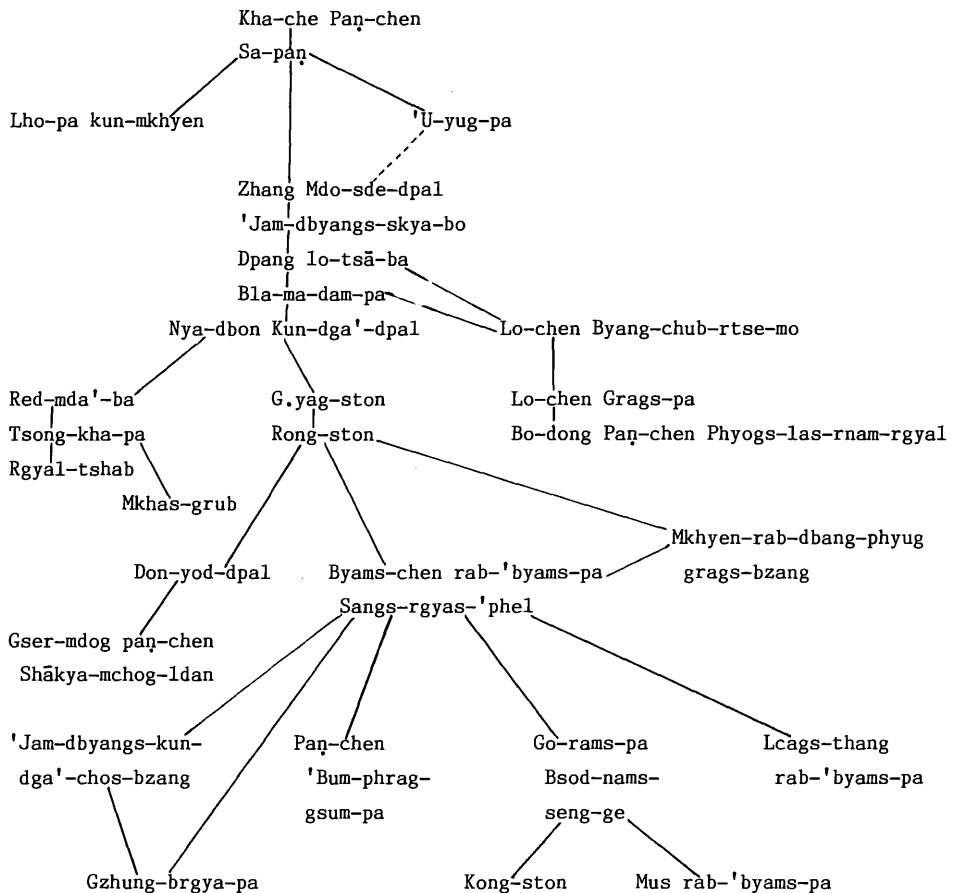 Kha-che Paṇ-chen
Sa-paṇ
Lho-pa kun-mkhyen 'U-yug-pa
Zhang Mdo-sde-dpal
'Jam-dbyangs-skya-bo
Dpang lo-tsā-ba
Bla-ma-dam-pa
Nya-dbon Kun-dga'-dpal Lo-chen Byang-chub-rtse-mo
Red-mda'-ba G.yag-ston Lo-chen Grags-pa
Tsong-kha-pa Rong-ston Bo-dong Paṇ-chen Phyogs-las-rnam-rgyal
Rgyal-tshab
Mkhas-grub
Mkhyen-rab-dbang-phyug
Don-yod-dpal Byams-chen rab-'byams-pa grags-bzang
Sangs-rgyas-'phel
Gser-mdog paṇ-chen
Shākya-mchog-ldan
'Jam-dbyangs-kun- Paṇ-chen Go-rams-pa Lcags-thang
dga'-chos-bzang 'Bum-phrag- Bsod-nams- rab-'byams-pa
gsum-pa seng-ge
Gzhung-brgya-pa Kong-ston Mus rab-'byams-pa